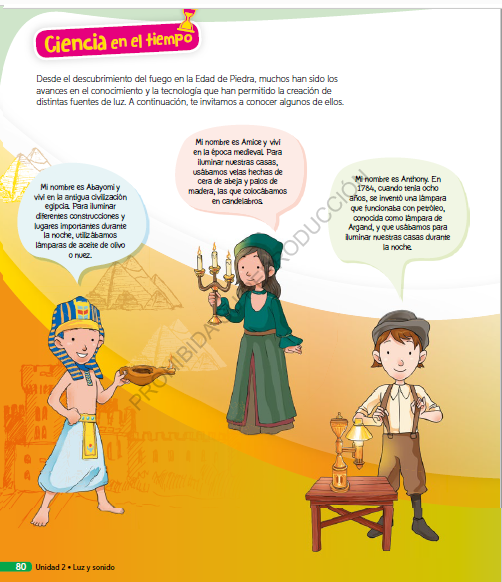 Ciencia en el tiempo
Desde el descubrimiento del fuego en la Edad de Piedra, muchos han sido los
avances en el conocimiento y la tecnología que han permitido la creación de
distintas fuentes de luz. A continuación, te invitamos a conocer algunos de ellos.
Mi nombre es Abayomi y
viví en la antigua civilización
egipcia. Para iluminar
diferentes construcciones y
lugares importantes durante
la noche, utilizábamos
lámparas de aceite de olivo
o nuez.
Mi nombre es Amice y viví
en la época medieval. Para
iluminar nuestras casas,
usábamos velas hechas de
cera de abeja y palos de
madera, las que colocábamos
en candelabros.
Mi nombre es Anthony. En
1784, cuando tenía ocho
años, se inventó una lámpara
que funcionaba con petróleo,
conocida como lámpara de
Argand, y que usábamos para
iluminar nuestras casas durante
la noche.
PROHIBIDA REPRODUCCIÓN
80 Unidad 2 • Luz y sonido